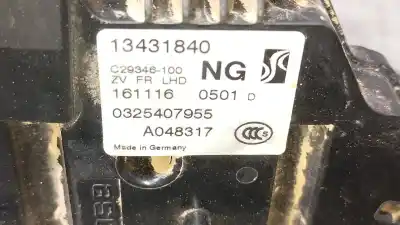 13431840
C29346-100 NG
ZV FR LHD
161116 0501 D
0325407955
A048317
Made in Germany